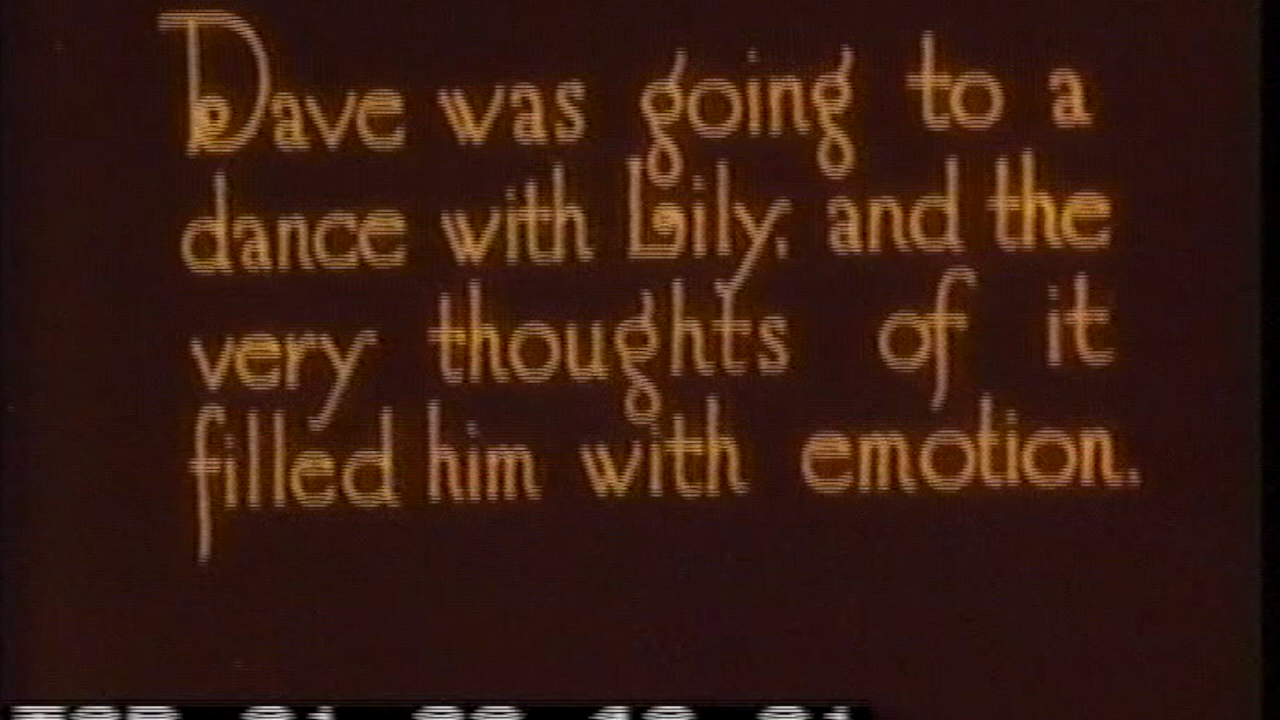 Dave was going to a
dance with Lily, and the
very thoughts of it
filled him with emotion.